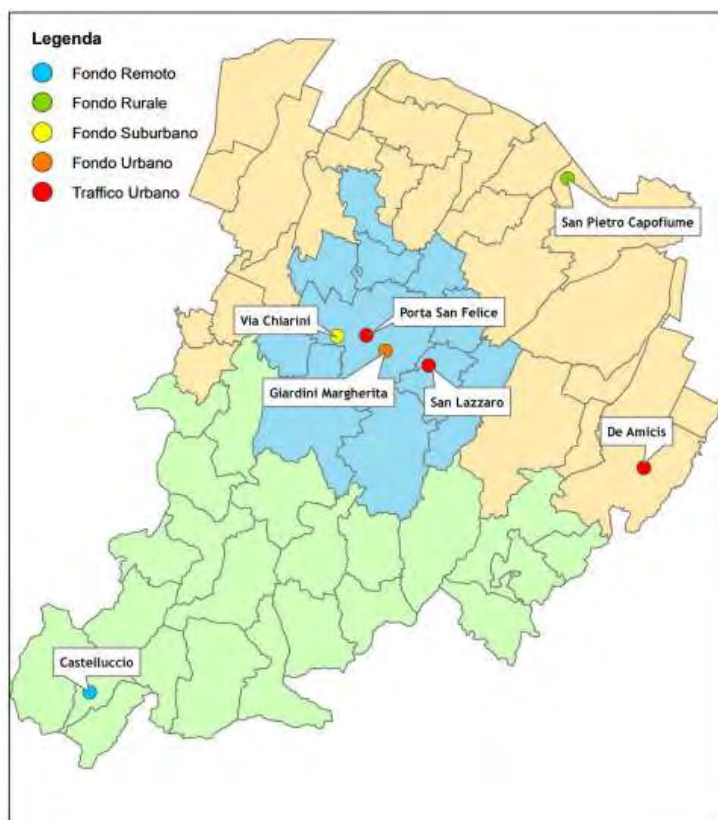 Legenda
Fondo Remoto
Fondo Rurale
Fondo Suburbano
Fondo Urbano
Traffico Urbano
San Pietro Capofiume
Via Chiarini
Porta San Felice
Giardini Margherita
San Lazzaro
De Amicis
Castelluccio